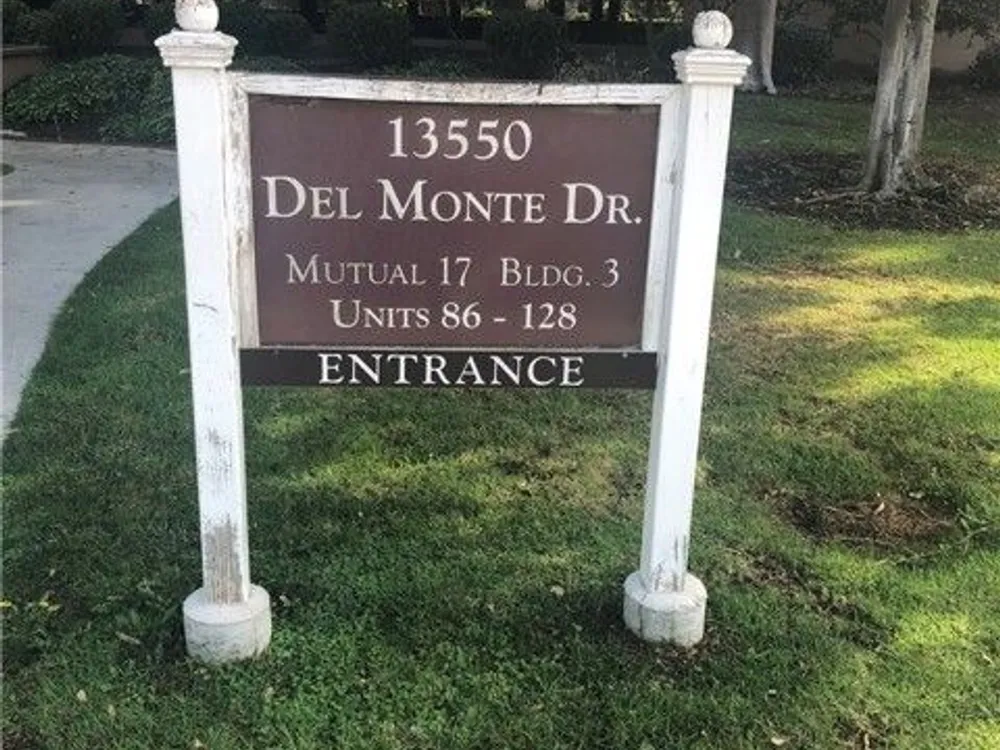 13550
Del Monte Dr.
Mutual 17 Bldg. 3
Units 86 - 128
ENTRANCE